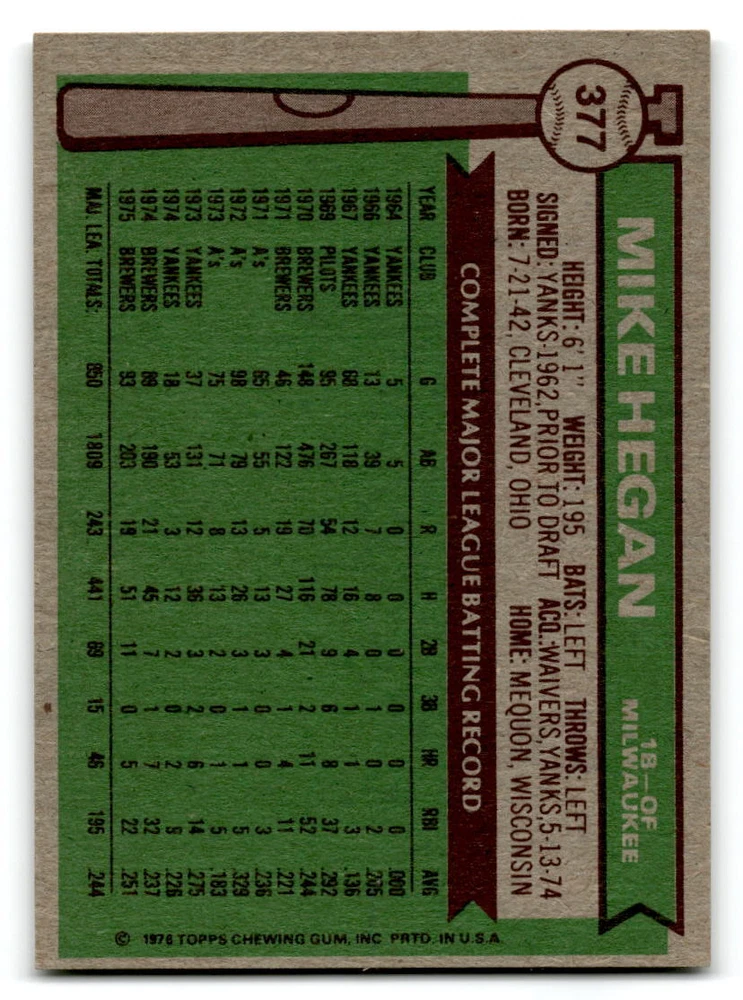 377
MIKE HEGAN
1B—OF
MILWAUKEE
HEIGHT: 6' 1" WEIGHT: 195 BATS: LEFT THROWS: LEFT
SIGNED: YANKS-1962, PRIOR TO DRAFT ACQ.: WAIVERS, YANKS, 5-13-74
BORN: 7-21-42, CLEVELAND, OHIO HOME: MEQUON, WISCONSIN
COMPLETE MAJOR LEAGUE BATTING RECORD
YEAR CLUB G AB R H 2B 3B HR RBI AVG
1964 YANKEES 5 5 0 0 0 0 0 0 .000
1966 YANKEES 13 39 7 8 0 1 0 2 .205
1967 YANKEES 68 118 12 16 4 1 1 3 .136
1969 PILOTS 95 267 54 78 9 6 8 37 .292
1970 BREWERS 148 476 70 116 21 2 11 52 .244
1971 BREWERS 46 122 19 27 4 1 4 11 .221
1971 A's 65 55 5 13 3 0 0 3 .236
1972 A's 98 79 13 26 3 1 1 5 .329
1973 A's 75 71 8 13 2 0 1 5 .183
1973 YANKEES 37 131 12 36 3 2 6 14 .275
1974 YANKEES 18 53 3 12 2 0 2 9 .226
1974 BREWERS 89 190 21 45 7 1 7 32 .237
1975 BREWERS 93 203 19 51 11 0 5 22 .251
MAJ. LEA. TOTALS: 850 1809 243 441 69 15 46 195 .244
© 1976 TOPPS CHEWING GUM, INC PRTD. IN U.S.A.